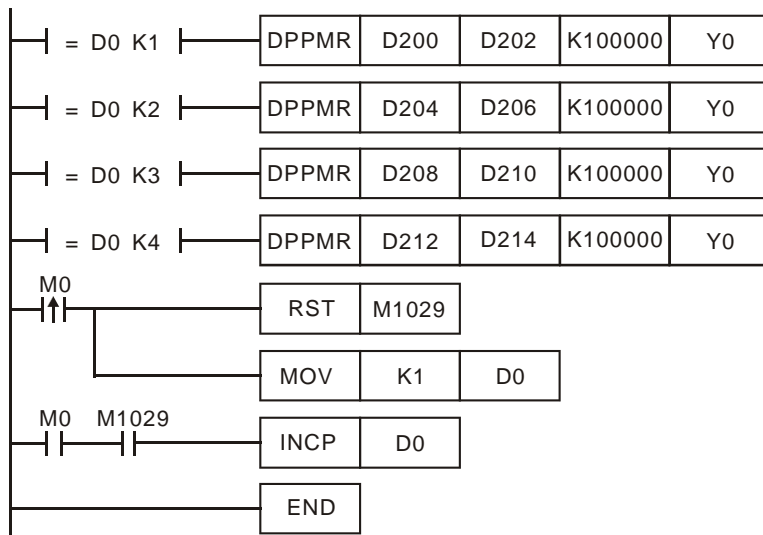 = D0 K1 DPPMR D200 D202 K100000 Y0
= D0 K2 DPPMR D204 D206 K100000 Y0
= D0 K3 DPPMR D208 D210 K100000 Y0
= D0 K4 DPPMR D212 D214 K100000 Y0
M0
RST M1029
MOV K1 D0
M0 M1029
INCP D0
END